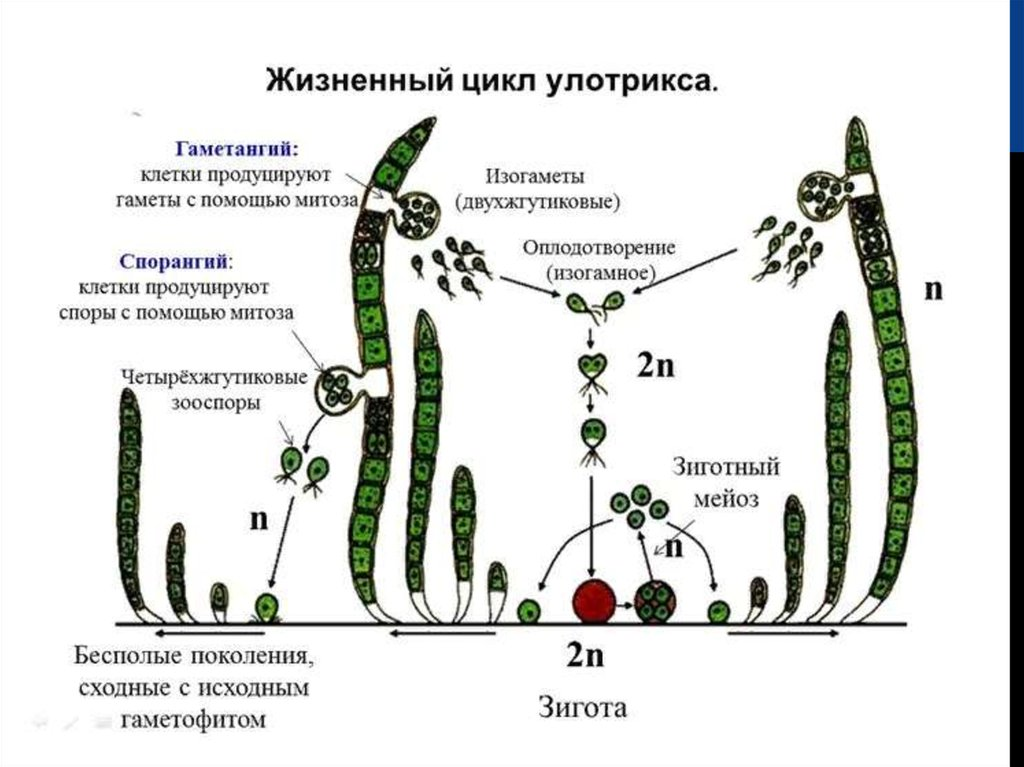 Жизненный цикл улотрикса.
Гаметангий:
клетки продуцируют
гаметы с помощью митоза
Изогаметы
(двухжгутиковые)
Оплодотворение
(изогамное)
Спорангий:
клетки продуцируют
споры с помощью митоза
n
2n
Четырёхжгутиковые
зооспоры
Зиготный
мейоз
n
n
Бесполые поколения,
сходные с исходным
гаметофитом
2n
Зигота